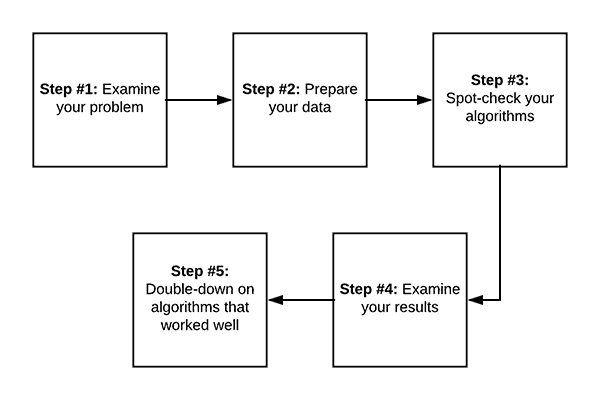 Step #1: Examine
your problem
Step #2: Prepare
your data
Step #3:
Spot-check your
algorithms
Step #4: Examine
your results
Step #5:
Double-down on
algorithms that
worked well